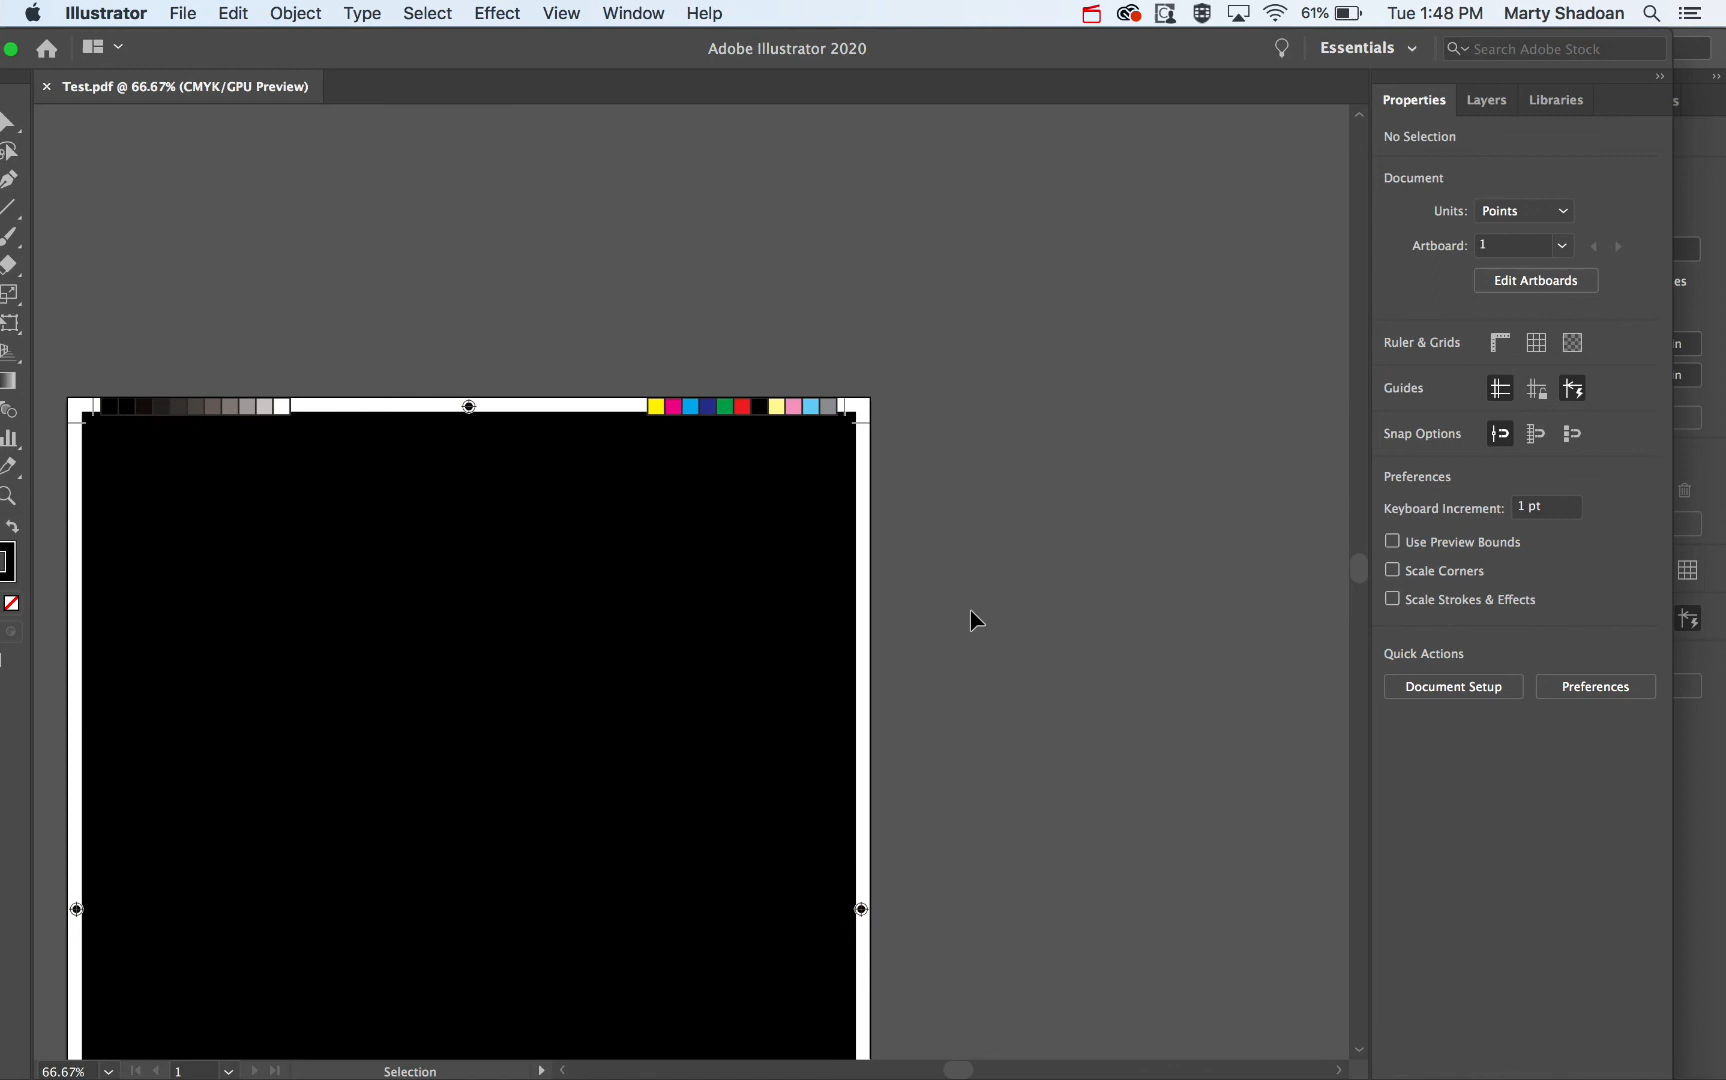 Illustrator File Edit Object Type Select Effect View Window Help 61% Tue 1:48 PM Marty Shadoan
Adobe Illustrator 2020 Essentials Search Adobe Stock
× Test.pdf @ 66.67% (CMYK/GPU Preview)
Properties Layers Libraries s
No Selection
Document
Units: Points
Artboard: 1
Edit Artboards es
Ruler & Grids in
in
Guides
Snap Options
Preferences
Keyboard Increment: 1 pt
Use Preview Bounds
Scale Corners
Scale Strokes & Effects
Quick Actions
Document Setup Preferences
66.67% 1 Selection